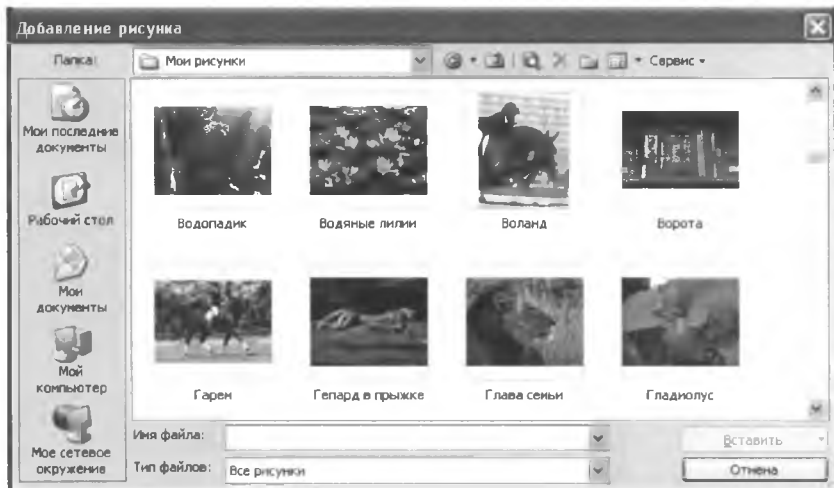 Добавление рисунка
Папка:
Мои рисунки
Сервис
Мои последние
документы
Рабочий стол
Мои
документы
Мой
компьютер
Мое сетевое
окружение
Водопадик
Водяные лилии
Воланд
Ворота
Гарем
Гепард в прыжке
Глава семьи
Гладиолус
Имя файла:
Вставить
Тип файлов:
Все рисунки
Отмена